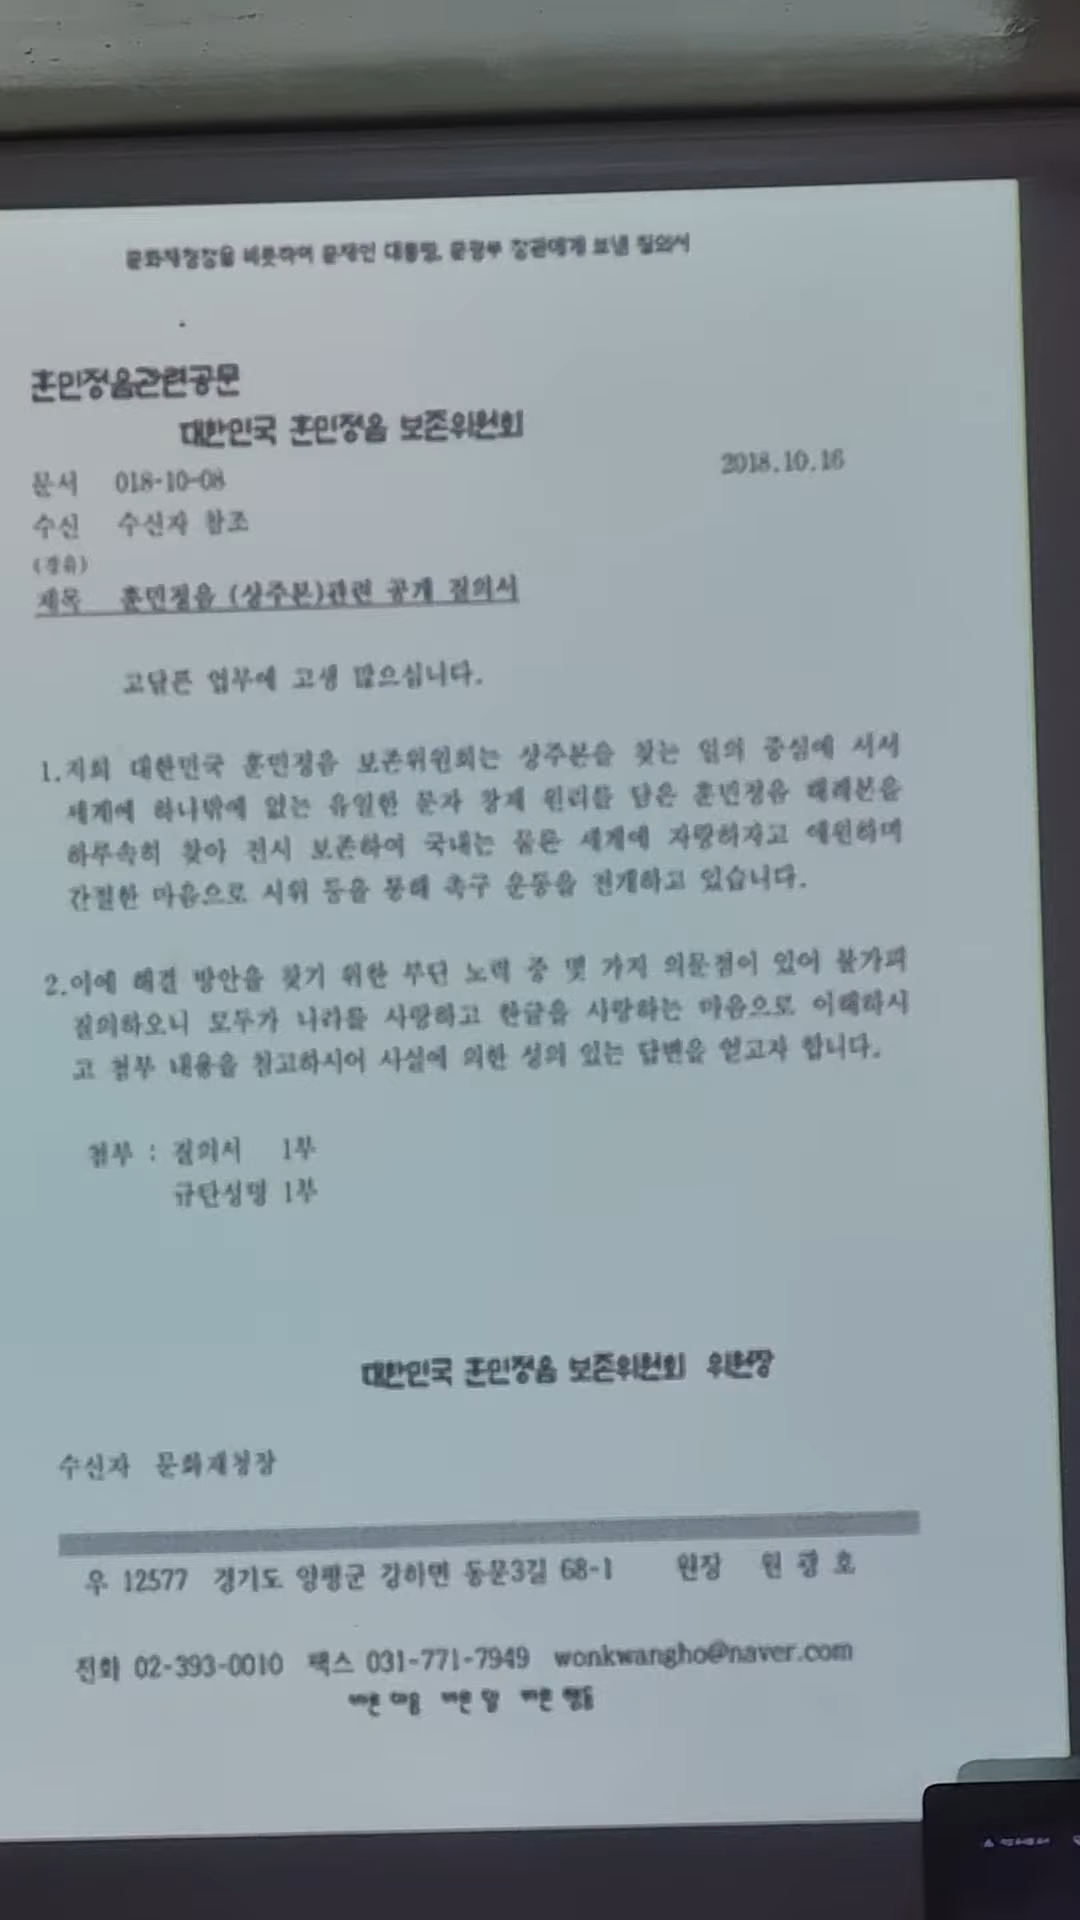 문화재청장을 비롯하여 문재인 대통령, 문광부 장관에게 보낸 질의서
훈민정음관련공문
대한민국 훈민정음 보존위원회
문서 018-10-08 2018.10.16
수신 수신자 참조
(경유)
제목 훈민정음 (상주본)관련 공개 질의서
고달픈 업무에 고생 많으십니다.
1.저희 대한민국 훈민정음 보존위원회는 상주본을 찾는 일의 중심에 서서
세계에 하나밖에 없는 유일한 문자 창제 원리를 담은 훈민정음 해례본을
하루속히 찾아 전시 보존하여 국내는 물론 세계에 자랑하자고 애원하며
간절한 마음으로 시위 등을 통해 촉구 운동을 전개하고 있습니다.
2.이에 해결 방안을 찾기 위한 부단 노력 중 몇 가지 의문점이 있어 불가피
질의하오니 모두가 나라를 사랑하고 한글을 사랑하는 마음으로 이해하시
고 첨부 내용을 참고하시어 사실에 의한 성의 있는 답변을 얻고자 합니다.
첨부 : 질의서 1부
규탄성명 1부
대한민국 훈민정음 보존위원회 위원장
수신자 문화재청장
우 12577 경기도 양평군 강하면 동문3길 68-1 원장 원 광 호
전화 02-393-0010 팩스 031-771-7949 wonkwangho@naver.com
바른 마음 바른 말 바른 행동